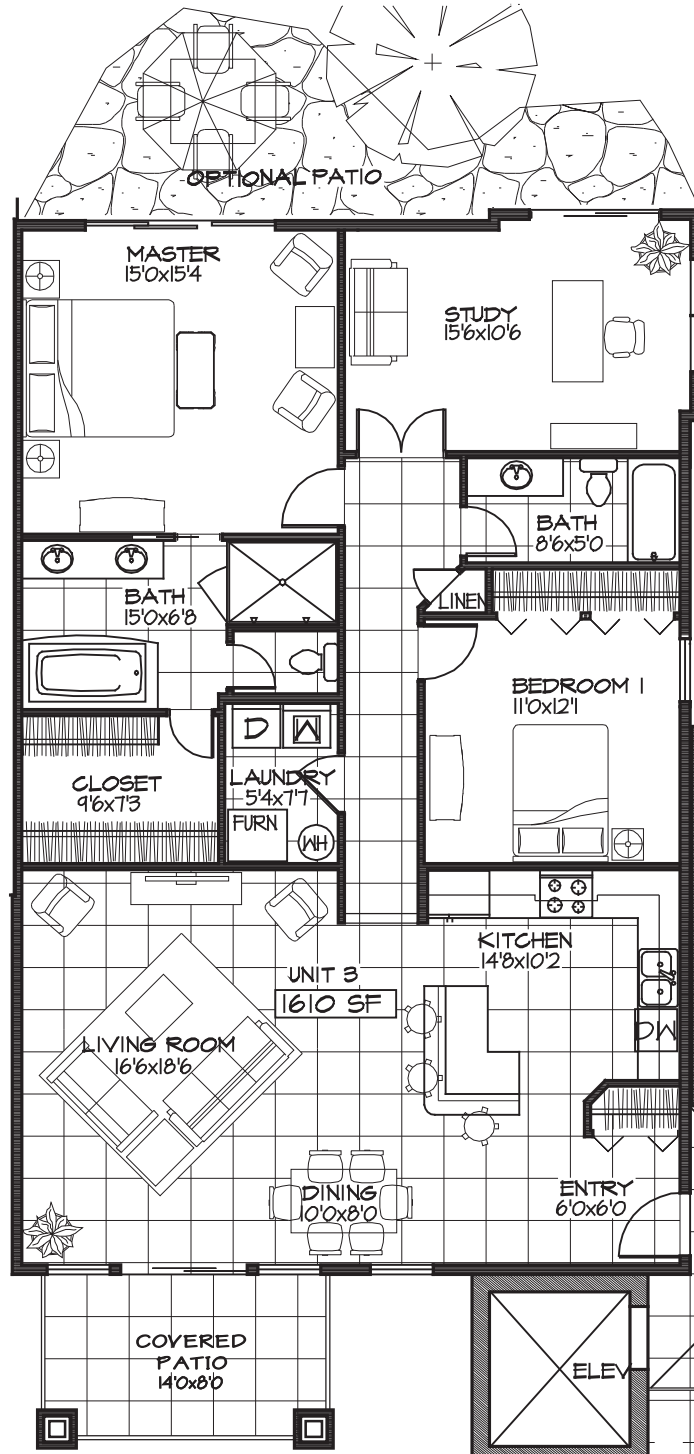 OPTIONAL PATIO
MASTER
15'0x15'4
STUDY
15'6x10'6
BATH
8'6x5'0
BATH
15'0x6'8
LINEN
BEDROOM 1
11'0x12'1
D
W
CLOSET
9'6x7'3
LAUNDRY
5'4x7'7
FURN
WH
KITCHEN
14'8x10'2
UNIT 3
1610 SF
DW
LIVING ROOM
16'6x18'6
DINING
10'0x8'0
ENTRY
6'0x6'0
COVERED
PATIO
14'0x8'0
ELEV